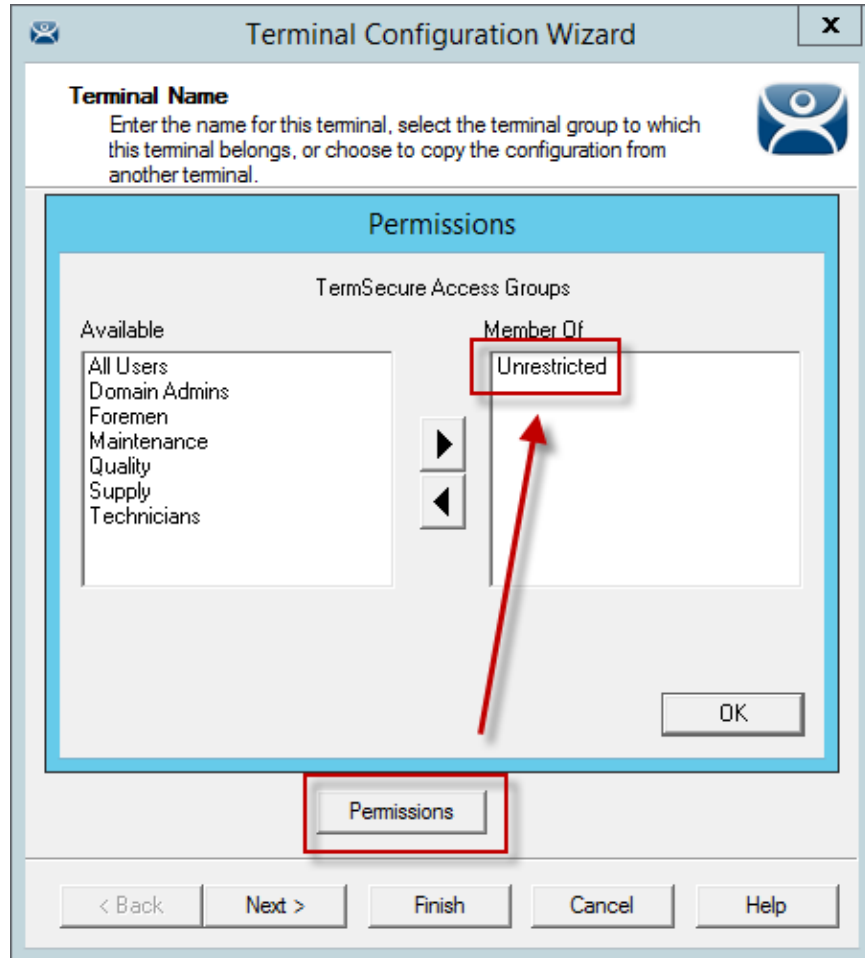 Terminal Configuration Wizard
x
Terminal Name
Enter the name for this terminal, select the terminal group to which
this terminal belongs, or choose to copy the configuration from
another terminal.
Permissions
TermSecure Access Groups
Available
Member Of
All Users
Domain Admins
Foremen
Maintenance
Quality
Supply
Technicians
Unrestricted
OK
Permissions
< Back
Next >
Finish
Cancel
Help